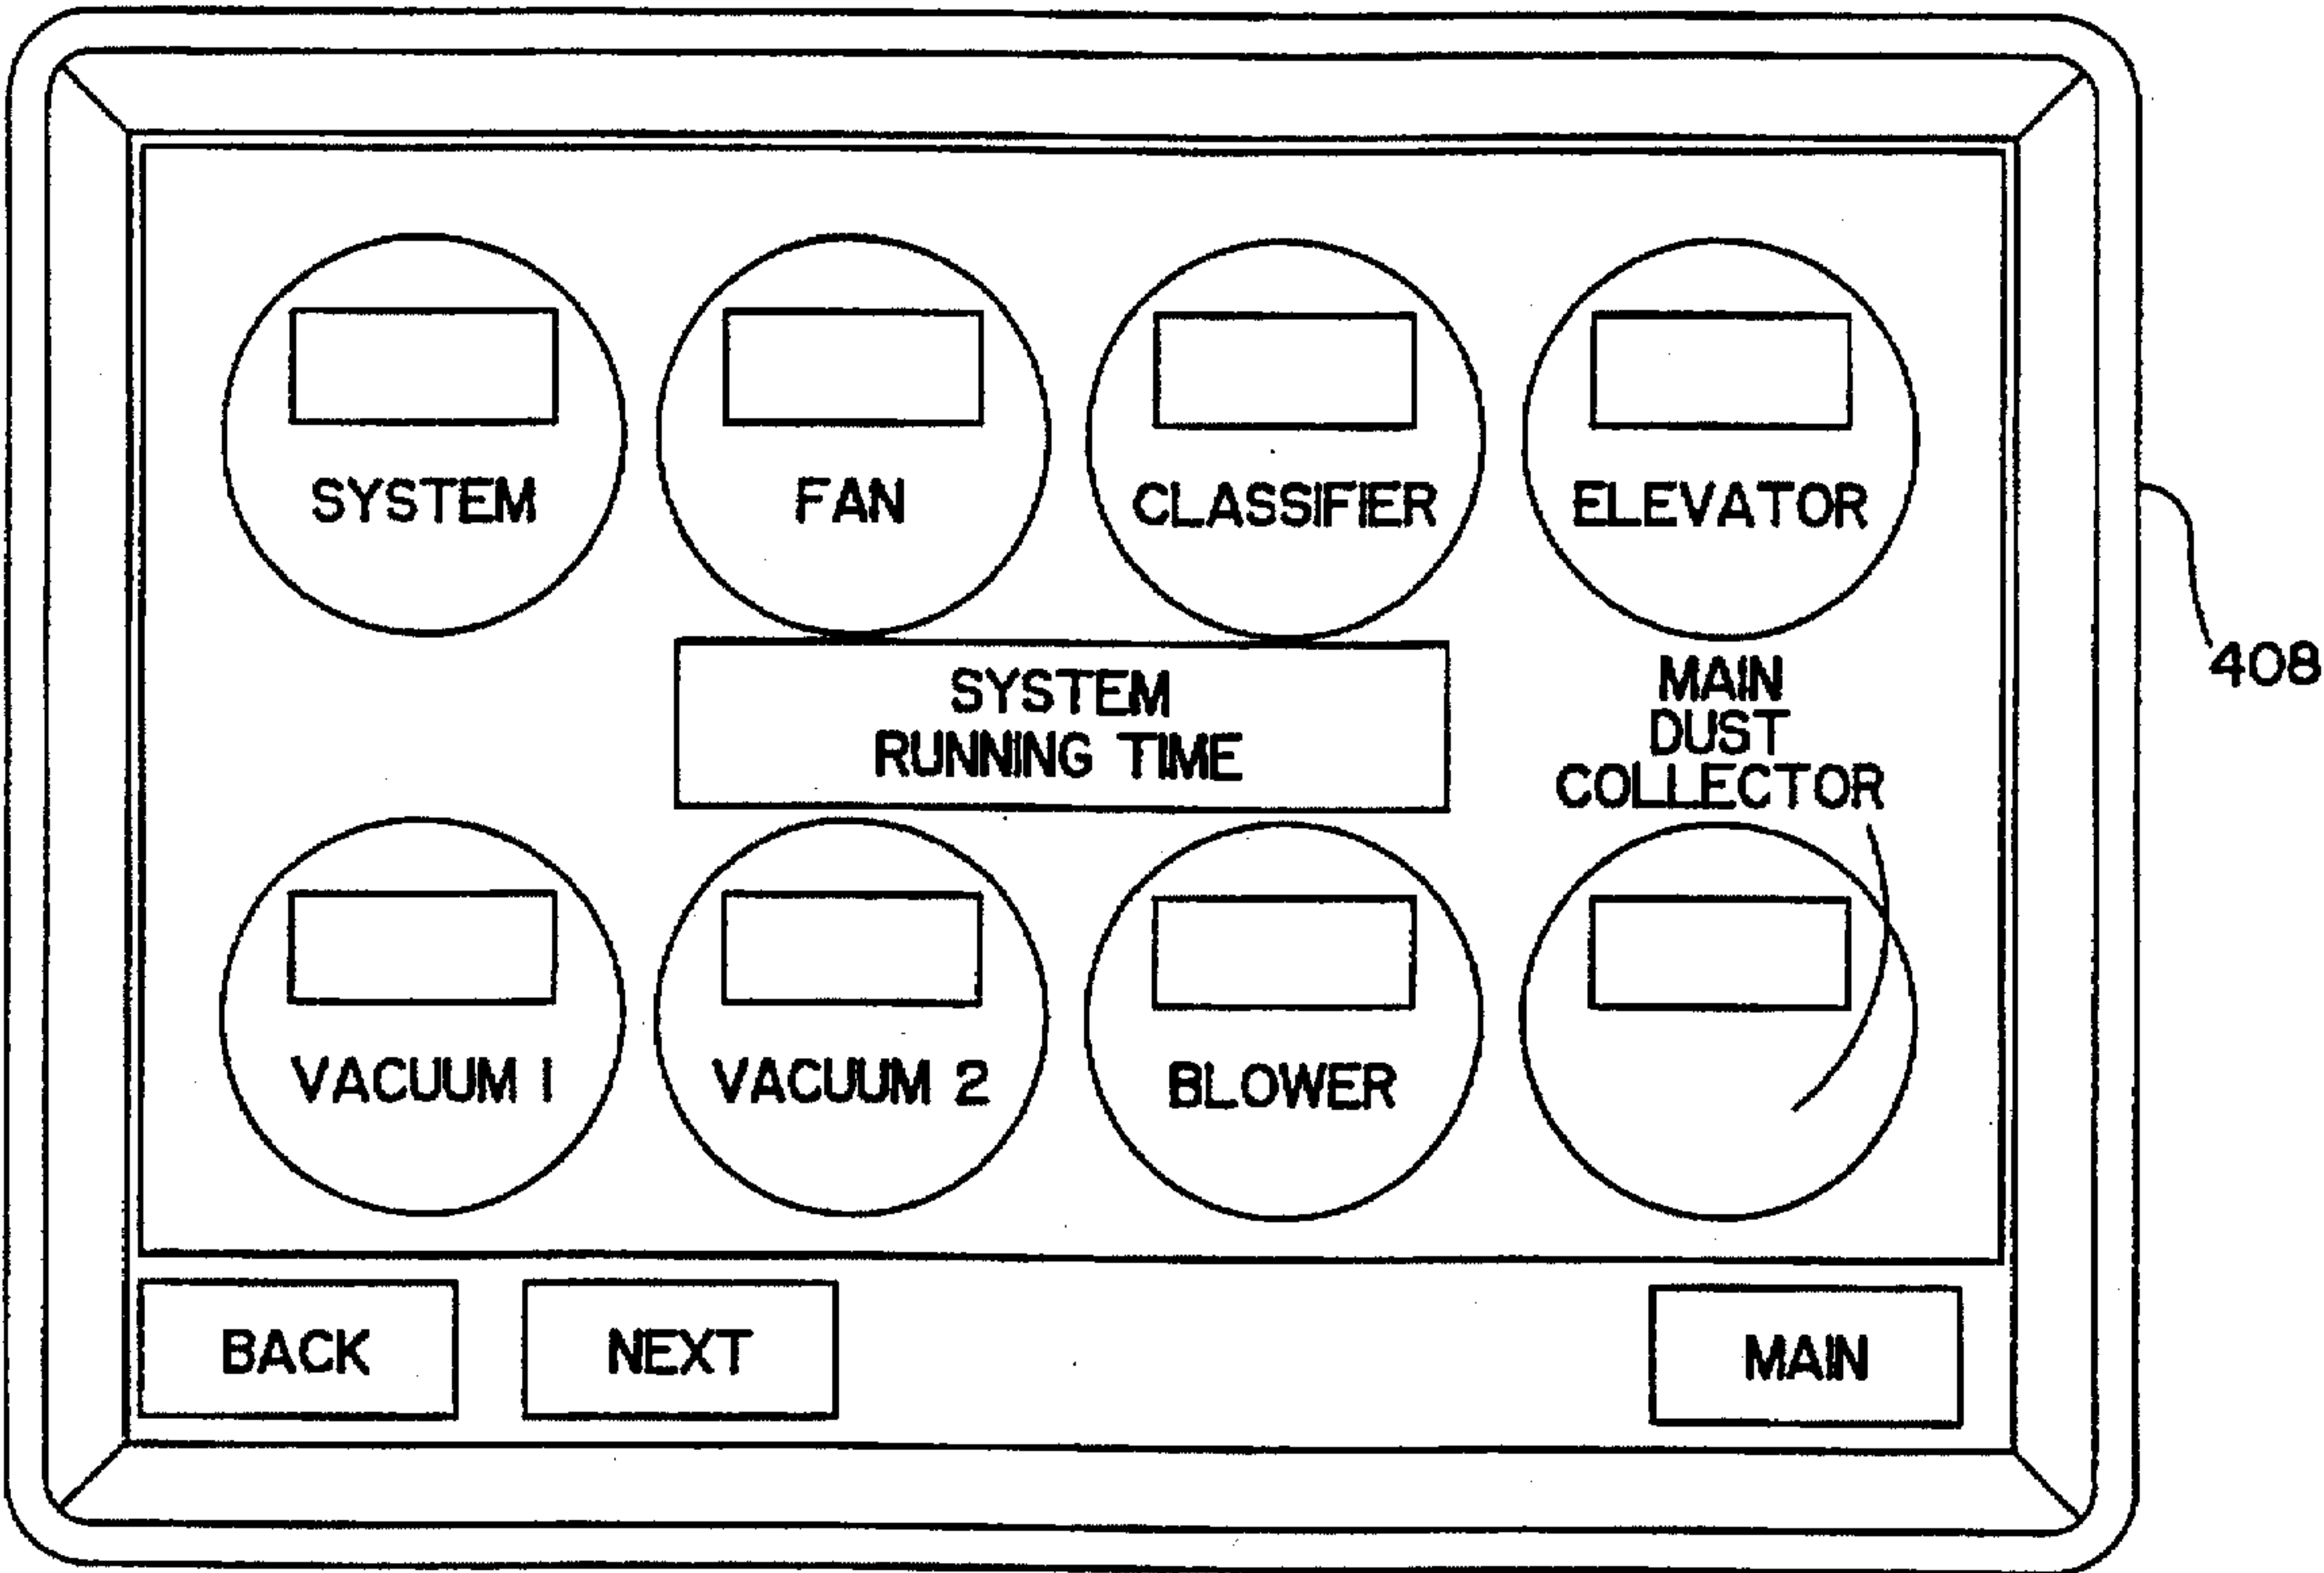 SYSTEM
FAN
CLASSIFIER
ELEVATOR
SYSTEM
RUNNING TIME
MAIN
DUST
COLLECTOR
408
VACUUM 1
VACUUM 2
BLOWER
BACK
NEXT
MAIN